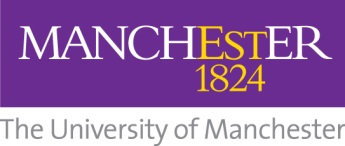 MANCHEsTER
1824
The University of Manchester